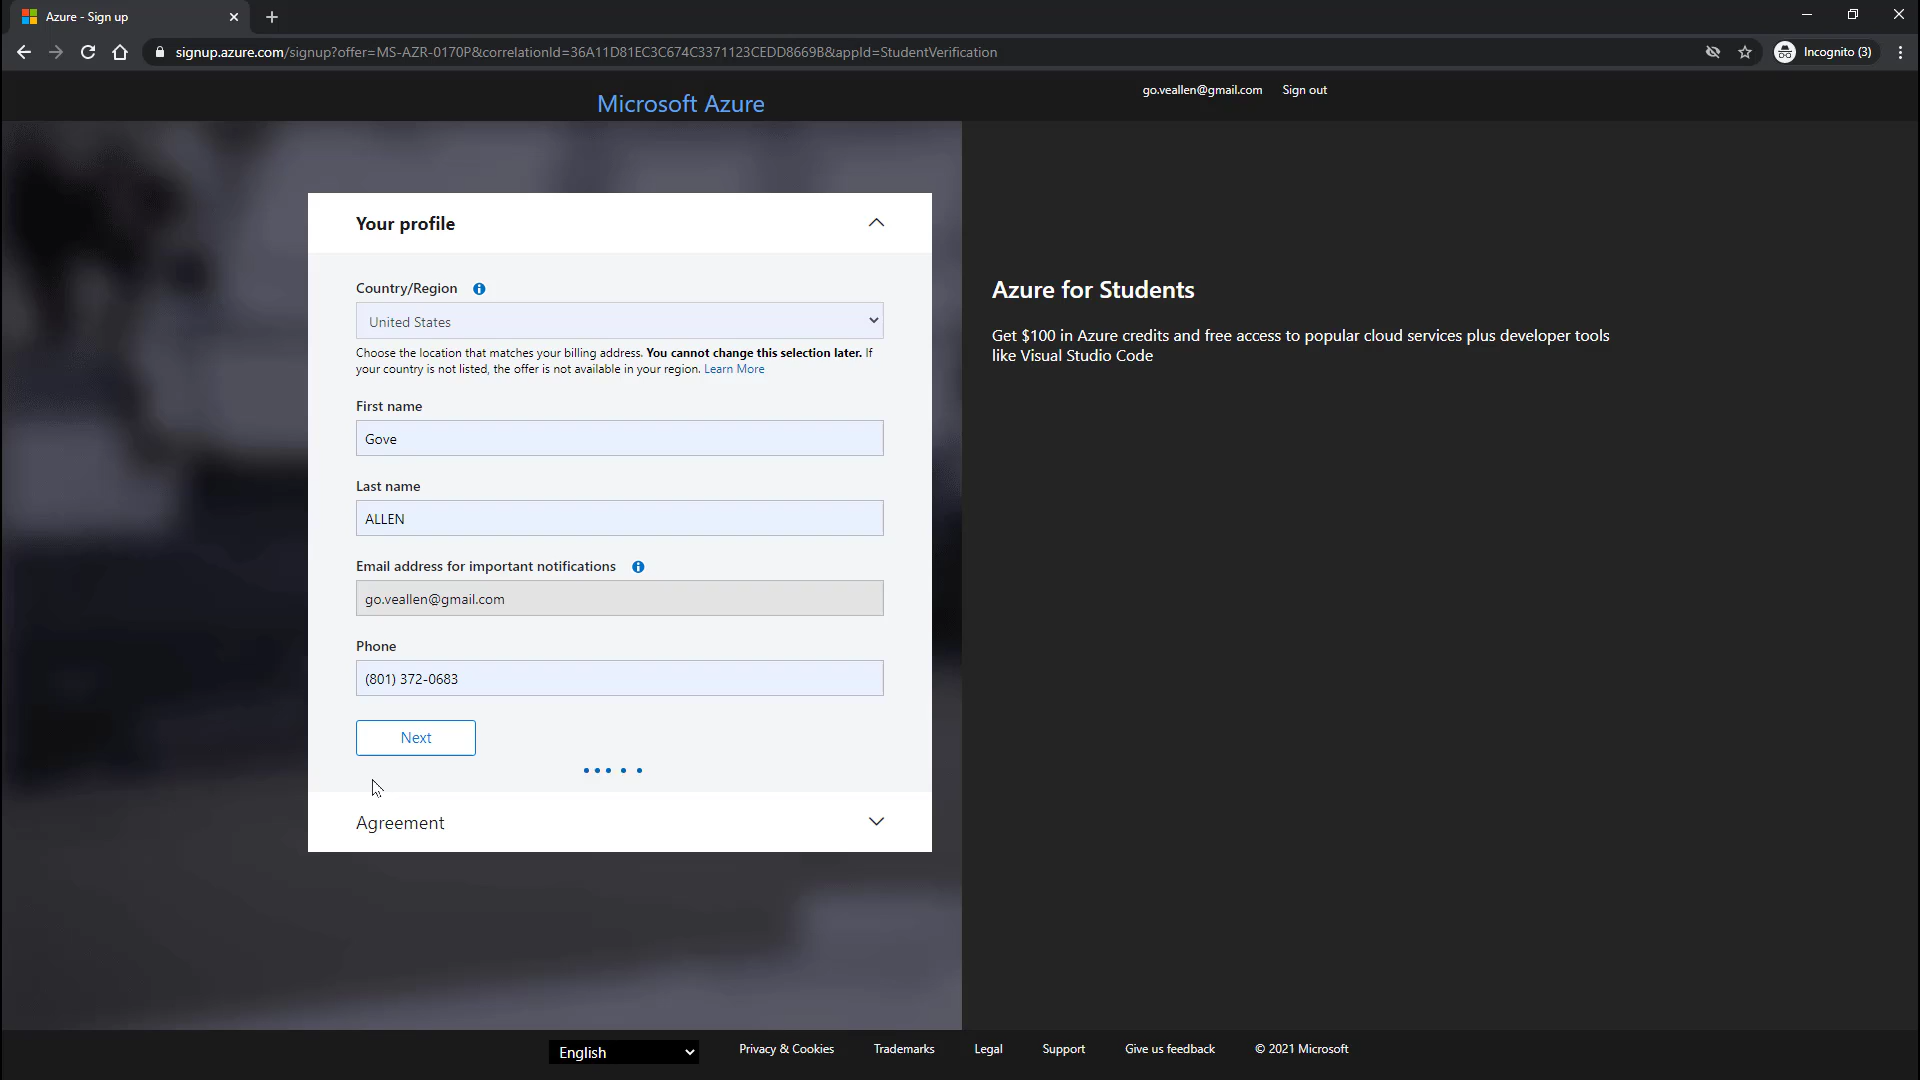 Azure - Sign up
signup.azure.com/signup?offer=MS-AZR-0170P&correlationId=36A11D81EC3C674C3371123CEDD8669B&appId=StudentVerification
Incognito (3)
Microsoft Azure
go.veallen@gmail.com Sign out
Your profile
Country/Region
United States
Choose the location that matches your billing address. You cannot change this selection later. If
your country is not listed, the offer is not available in your region. Learn More
First name
Gove
Last name
ALLEN
Email address for important notifications
go.veallen@gmail.com
Phone
(801) 372-0683
Next
Agreement
Azure for Students
Get $100 in Azure credits and free access to popular cloud services plus developer tools
like Visual Studio Code
English Privacy & Cookies Trademarks Legal Support Give us feedback © 2021 Microsoft